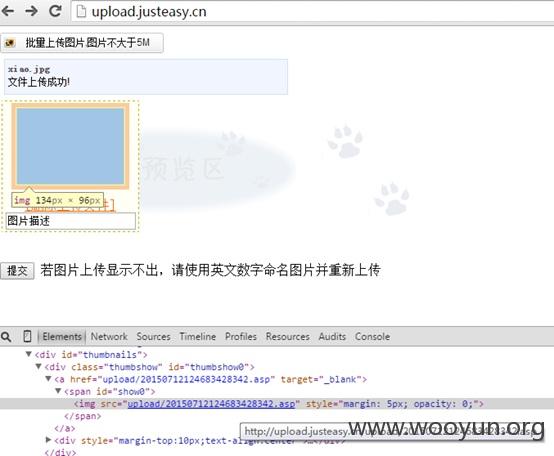 upload.justeasy.cn
批量上传图片,图片不大于5M
xiao.jpg
文件上传成功!
预览区
img 134px × 96px
图片描述
提交 若图片上传显示不出，请使用英文数字命名图片并重新上传
Elements Network Sources Timeline Profiles Resources Audits Console
▼<div id="thumbnails">
▼<div class="thumbshow" id="thumbshow0">
▼<a href="upload/20150712124683428342.asp" target="_blank">
▼<span id="show0">
<img src="upload/20150712124683428342.asp" style="margin: 5px; opacity: 0;">
</span>
</a>
▶<div style="margin-top:10px;text-align:center"
</div>
http://upload.justeasy.cn/upload/20150712124683428342.asp
www.wooyun.org